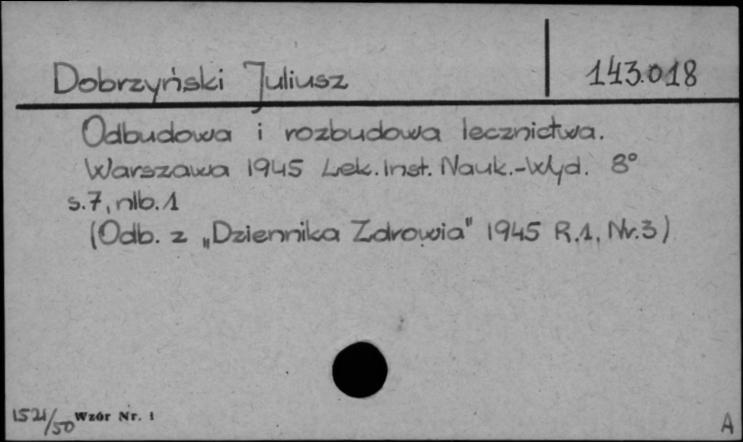 Dobrzyński Juliusz
143.018
Odbudowa i rozbudowa lecznictwa.
Warszawa 1945 Lek. Inst. Nauk.-Wyd. 8°
s.7, nlb. 1
(Odb. z „Dziennika Zdrowia" 1945 R.1, Nr.3)
1521/50 Wzór Nr. 1
A